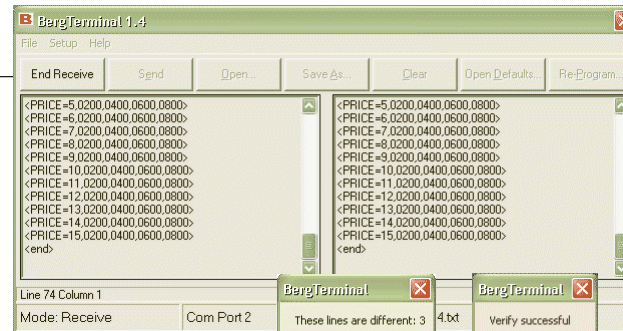 BergTerminal 1.4
File Setup Help
End Receive Send Open... Save As... Clear Open Defaults... Re-Program...
<PRICE=5,0200,0400,0600,0800>
<PRICE=6,0200,0400,0600,0800>
<PRICE=7,0200,0400,0600,0800>
<PRICE=8,0200,0400,0600,0800>
<PRICE=9,0200,0400,0600,0800>
<PRICE=10,0200,0400,0600,0800>
<PRICE=11,0200,0400,0600,0800>
<PRICE=12,0200,0400,0600,0800>
<PRICE=13,0200,0400,0600,0800>
<PRICE=14,0200,0400,0600,0800>
<PRICE=15,0200,0400,0600,0800>
<end>
<PRICE=5,0200,0400,0600,0800>
<PRICE=6,0200,0400,0600,0800>
<PRICE=7,0200,0400,0600,0800>
<PRICE=8,0200,0400,0600,0800>
<PRICE=9,0200,0400,0600,0800>
<PRICE=10,0200,0400,0600,0800>
<PRICE=11,0200,0400,0600,0800>
<PRICE=12,0200,0400,0600,0800>
<PRICE=13,0200,0400,0600,0800>
<PRICE=14,0200,0400,0600,0800>
<PRICE=15,0200,0400,0600,0800>
<end>
Line 74 Column 1
Mode: Receive Com Port 2 4.txt
BergTerminal
These lines are different: 3
BergTerminal
Verify successful